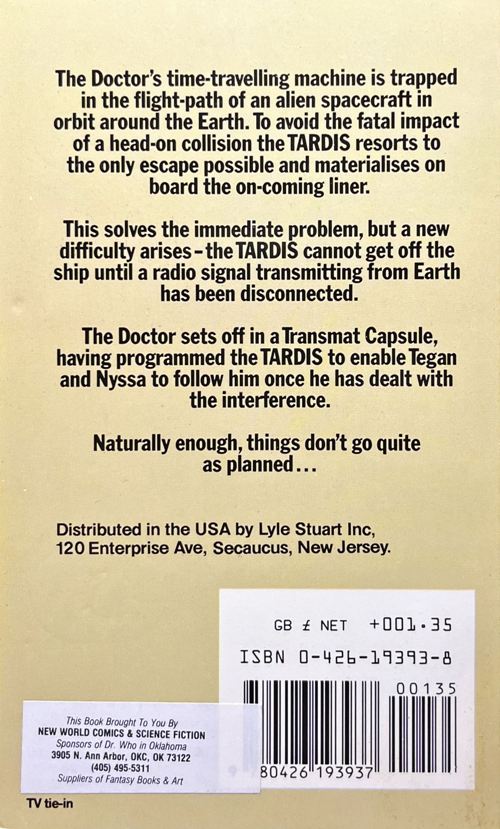 The Doctor's time-travelling machine is trapped
in the flight-path of an alien spacecraft in
orbit around the Earth. To avoid the fatal impact
of a head-on collision the TARDIS resorts to
the only escape possible and materialises on
board the on-coming liner.
This solves the immediate problem, but a new
difficulty arises – the TARDIS cannot get off the
ship until a radio signal transmitting from Earth
has been disconnected.
The Doctor sets off in a Transmat Capsule,
having programmed the TARDIS to enable Tegan
and Nyssa to follow him once he has dealt with
the interference.
Naturally enough, things don't go quite
as planned...
Distributed in the USA by Lyle Stuart Inc,
120 Enterprise Ave, Secaucus, New Jersey.
GB £ NET +001.35
ISBN 0-426-19393-8
00135
9 780426 193937
This Book Brought To You By
NEW WORLD COMICS & SCIENCE FICTION
Sponsors of Dr. Who in Oklahoma
3905 N. Ann Arbor, OKC, OK 73122
(405) 495-5311
Suppliers of Fantasy Books & Art
TV tie-in